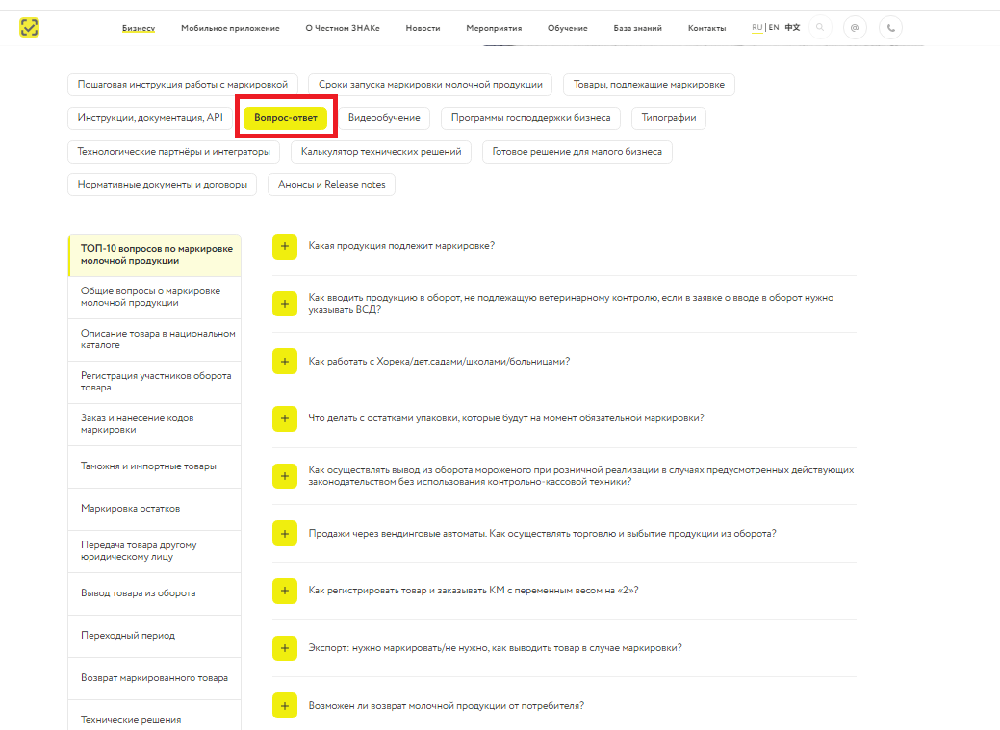 Бизнесу Мобильное приложение О Честном ЗНАКе Новости Мероприятия Обучение База знаний Контакты RU | EN | 中文
Пошаговая инструкция работы с маркировкой Сроки запуска маркировки молочной продукции Товары, подлежащие маркировке
Инструкции, документация, API Вопрос-ответ Видеообучение Программы господдержки бизнеса Типографии
Технологические партнёры и интеграторы Калькулятор технических решений Готовое решение для малого бизнеса
Нормативные документы и договоры Анонсы и Release notes
ТОП-10 вопросов по маркировке
молочной продукции
Общие вопросы о маркировке
молочной продукции
Описание товара в национальном
каталоге
Регистрация участников оборота
товара
Заказ и нанесение кодов
маркировки
Таможня и импортные товары
Маркировка остатков
Передача товара другому
юридическому лицу
Вывод товара из оборота
Переходный период
Возврат маркированного товара
Технические решения
Какая продукция подлежит маркировке?
Как вводить продукцию в оборот, не подлежащую ветеринарному контролю, если в заявке о вводе в оборот нужно
указывать ВСД?
Как работать с Хорека/дет.садами/школами/больницами?
Что делать с остатками упаковки, которые будут на момент обязательной маркировки?
Как осуществлять вывод из оборота мороженого при розничной реализации в случаях предусмотренных действующих
законодательством без использования контрольно-кассовой техники?
Продажи через вендинговые автоматы. Как осуществлять торговлю и выбытие продукции из оборота?
Как регистрировать товар и заказывать КМ с переменным весом на «2»?
Экспорт: нужно маркировать/не нужно, как выводить товар в случае маркировки?
Возможен ли возврат молочной продукции от потребителя?